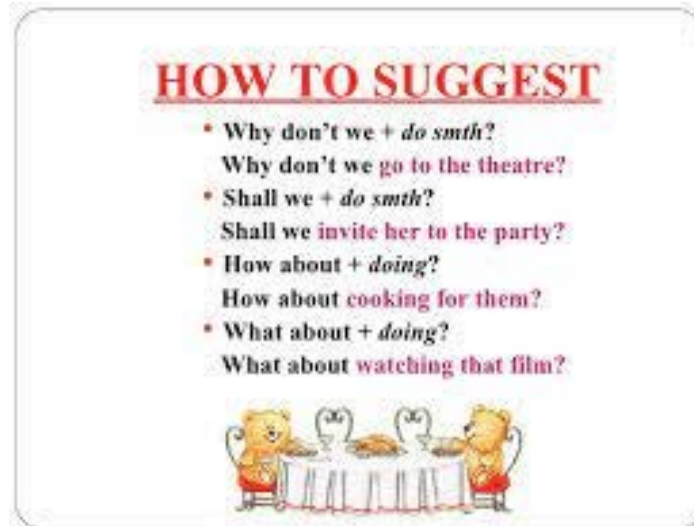 HOW TO SUGGEST
• Why don't we + do smth?
Why don't we go to the theatre?
• Shall we + do smth?
Shall we invite her to the party?
• How about + doing?
How about cooking for them?
• What about + doing?
What about watching that film?